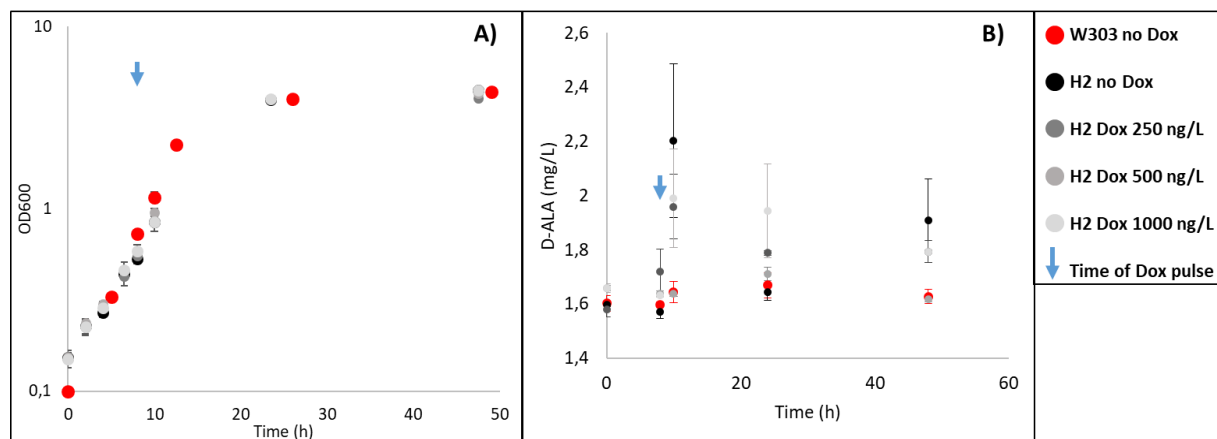 A)
10
1
0,1
OD600
0
10
20
30
40
50
Time (h)
B)
2,6
2,4
2,2
2
1,8
1,6
1,4
D-ALA (mg/L)
0
20
40
60
Time (h)
W303 no Dox
H2 no Dox
H2 Dox 250 ng/L
H2 Dox 500 ng/L
H2 Dox 1000 ng/L
Time of Dox pulse